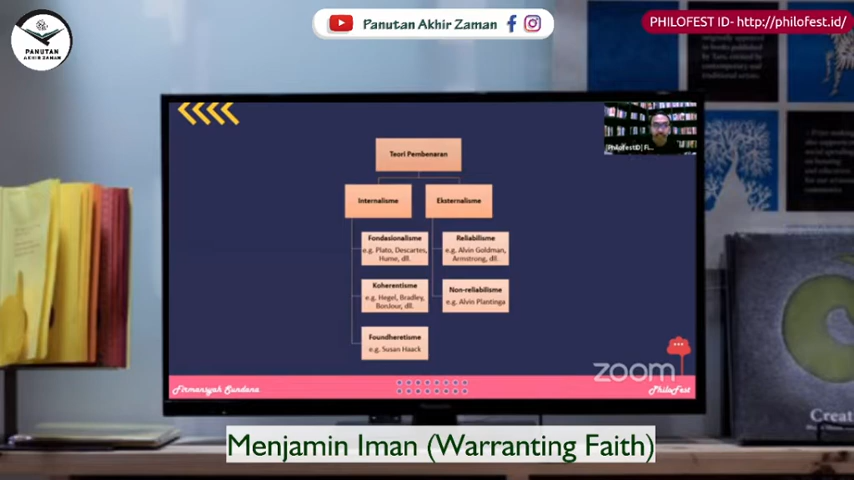 Panutan Akhir Zaman
PHILOFEST ID- http://philofest.id/
PANUTAN
AKHIR ZAMAN
Teori Pembenaran
Internalisme
Eksternalisme
Fondasionalisme
e.g. Plato, Descartes,
Hume, dll.
Reliabilisme
e.g. Alvin Goldman,
Armstrong, dll.
Koherentisme
e.g. Hegel, Bradley,
BonJour, dll.
Non-reliabilisme
e.g. Alvin Plantinga
Foundheretisme
e.g. Susan Haack
zoom
Firmansyah Sundana
PhiloFest
Creat
Menjamin Iman (Warranting Faith)